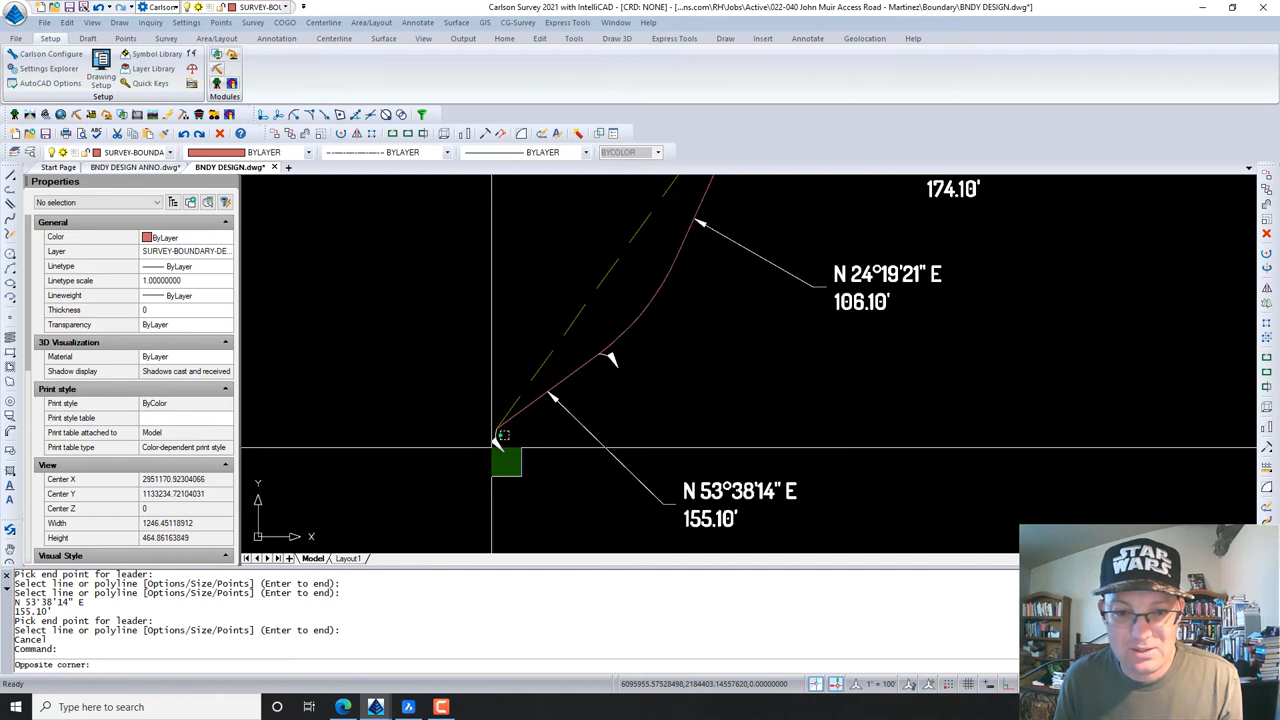 Carlson SURVEY-BOU Carlson Survey 2021 with IntelliCAD - [CRD: NONE] - [...ns.com/RH/Jobs/Active/022-040 John Muir Access Road - Martinez/Boundary/BNDY DESIGN.dwg*]
File Edit View Draw Inquiry Settings Points Survey COGO Centerline Area/Layout Annotate Surface GIS CG-Survey Express Tools Window Help
File Setup Draft Points Survey Area/Layout Annotation Centerline Surface View Output Home Edit Tools Draw 3D Express Tools Draw Insert Annotate Geolocation
Carlson Configure
Settings Explorer
AutoCAD Options
Drawing
Setup
Symbol Library
Layer Library
Quick Keys
Setup
Modules
SURVEY-BOUNDA BYLAYER BYLAYER BYLAYER BYCOLOR
Start Page BNDY DESIGN ANNO.dwg* BNDY DESIGN.dwg*
Properties
No selection
General
Color ByLayer
Layer SURVEY-BOUNDARY-DE...
Linetype ByLayer
Linetype scale 1.00000000
Lineweight ByLayer
Thickness 0
Transparency ByLayer
3D Visualization
Material ByLayer
Shadow display Shadows cast and received
Print style
Print style ByColor
Print style table
Print table attached to Model
Print table type Color-dependent print style
View
Center X 2951170.92304066
Center Y 1133234.72104031
Center Z 0
Width 1246.45118912
Height 464.86163849
Visual Style
174.10'
N 24°19'21" E
106.10'
N 53°38'14" E
155.10'
Y
X
Model Layout1
Pick end point for leader:
Select line or polyline [Options/Size/Points] (Enter to end):
Select line or polyline [Options/Size/Points] (Enter to end):
N 53°38'14" E
155.10'
Pick end point for leader:
Select line or polyline [Options/Size/Points] (Enter to end):
Cancel
Command:
Opposite corner:
Ready 6095955.57528498,2184403.14557620,0.00000000 1" = 100'
Type here to search
STAR
WARS